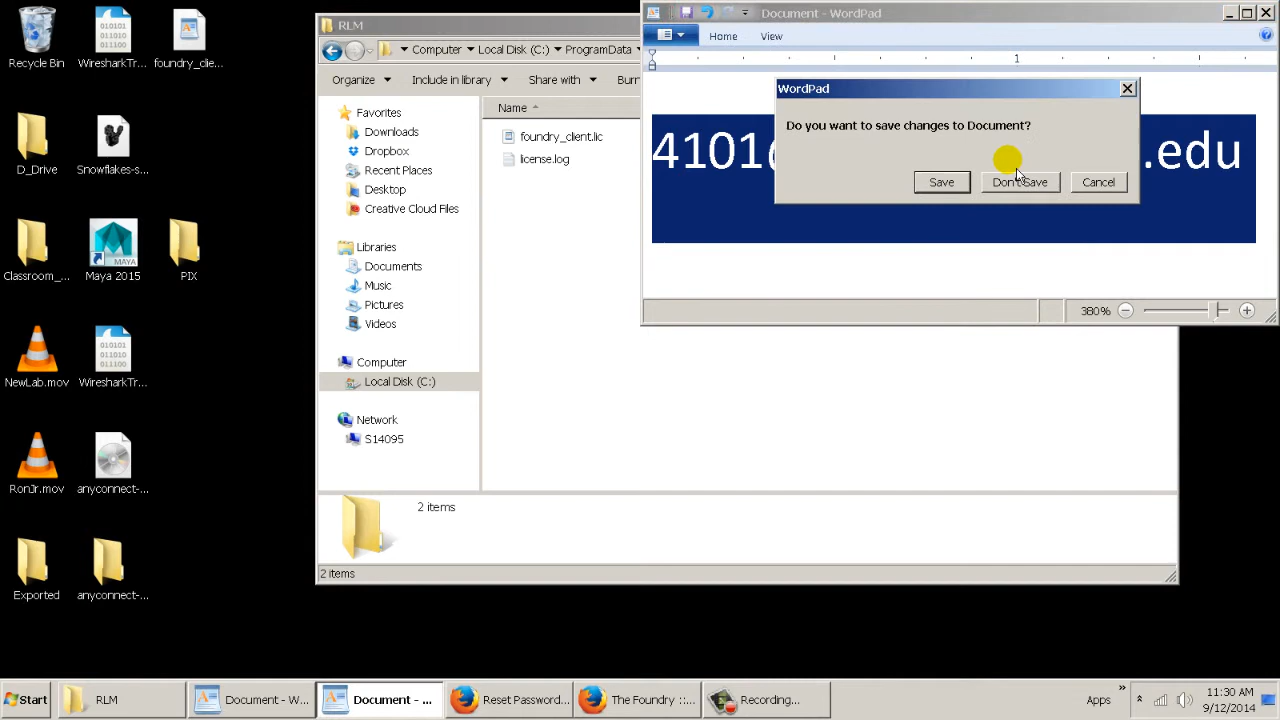 Recycle Bin
WiresharkTr...
foundry_clie...
D_Drive
Snowflakes-s...
Classroom_...
Maya 2015
PIX
MAYA
NewLab.mov
WiresharkTr...
RonJr.mov
anyconnect-...
Exported
anyconnect-...
RLM
Computer
Local Disk (C:)
ProgramData
Organize
Include in library
Share with
Burn
Favorites
Downloads
Dropbox
Recent Places
Desktop
Creative Cloud Files
Libraries
Documents
Music
Pictures
Videos
Computer
Local Disk (C:)
Network
S14095
Name
foundry_client.lic
license.log
2 items
2 items
Document - WordPad
Home
View
1
WordPad
Do you want to save changes to Document?
Save
Don't Save
Cancel
.edu
380%
Start
RLM
Document - W...
Document - ...
Reset Password...
The Foundry ::...
Recording...
Apps
11:30 AM
9/12/2014